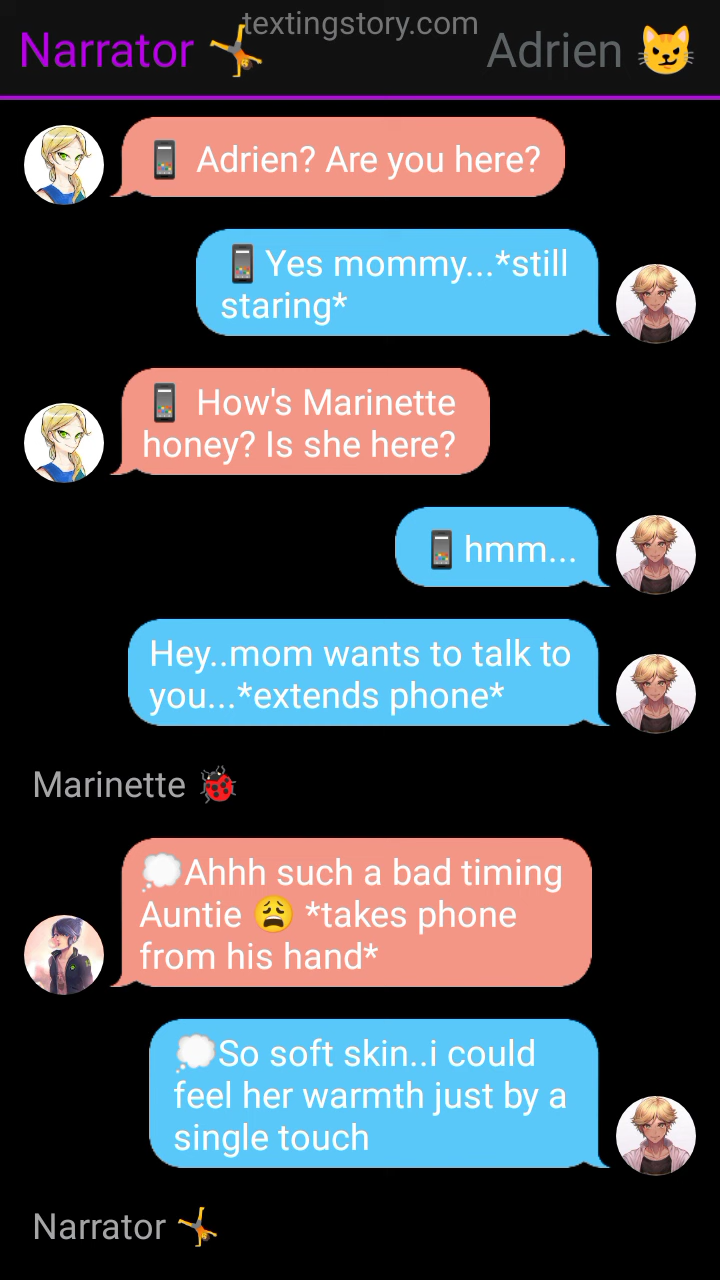 textingstory.com
Narrator 🤸 Adrien 😼
📱 Adrien? Are you here?
📱Yes mommy...*still
staring*
📱 How's Marinette
honey? Is she here?
📱hmm...
Hey..mom wants to talk to
you...*extends phone*
Marinette 🐞
💭Ahhh such a bad timing
Auntie 😩 *takes phone
from his hand*
💭So soft skin..i could
feel her warmth just by a
single touch
Narrator 🤸